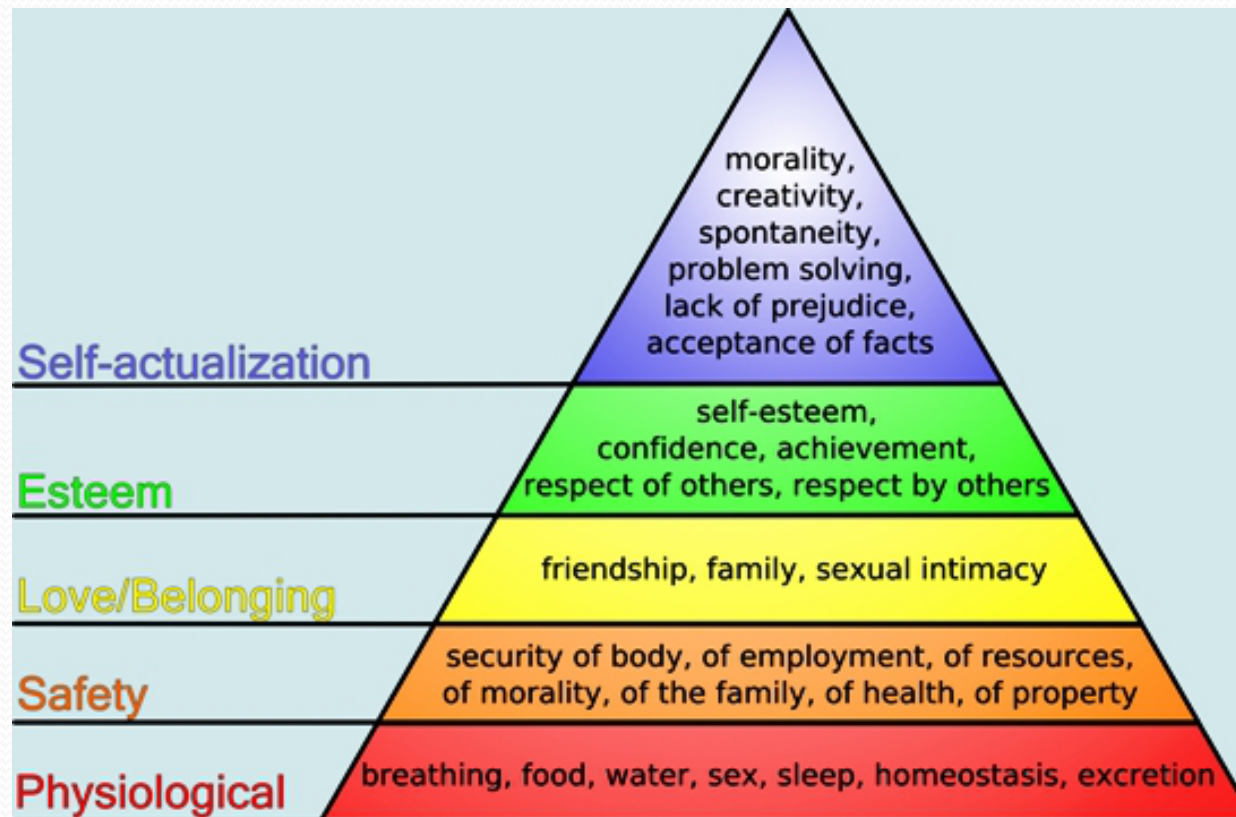 morality,
creativity,
spontaneity,
problem solving,
lack of prejudice,
acceptance of facts
Self-actualization
self-esteem,
confidence, achievement,
respect of others, respect by others
Esteem
friendship, family, sexual intimacy
Love/Belonging
security of body, of employment, of resources,
of morality, of the family, of health, of property
Safety
breathing, food, water, sex, sleep, homeostasis, excretion
Physiological